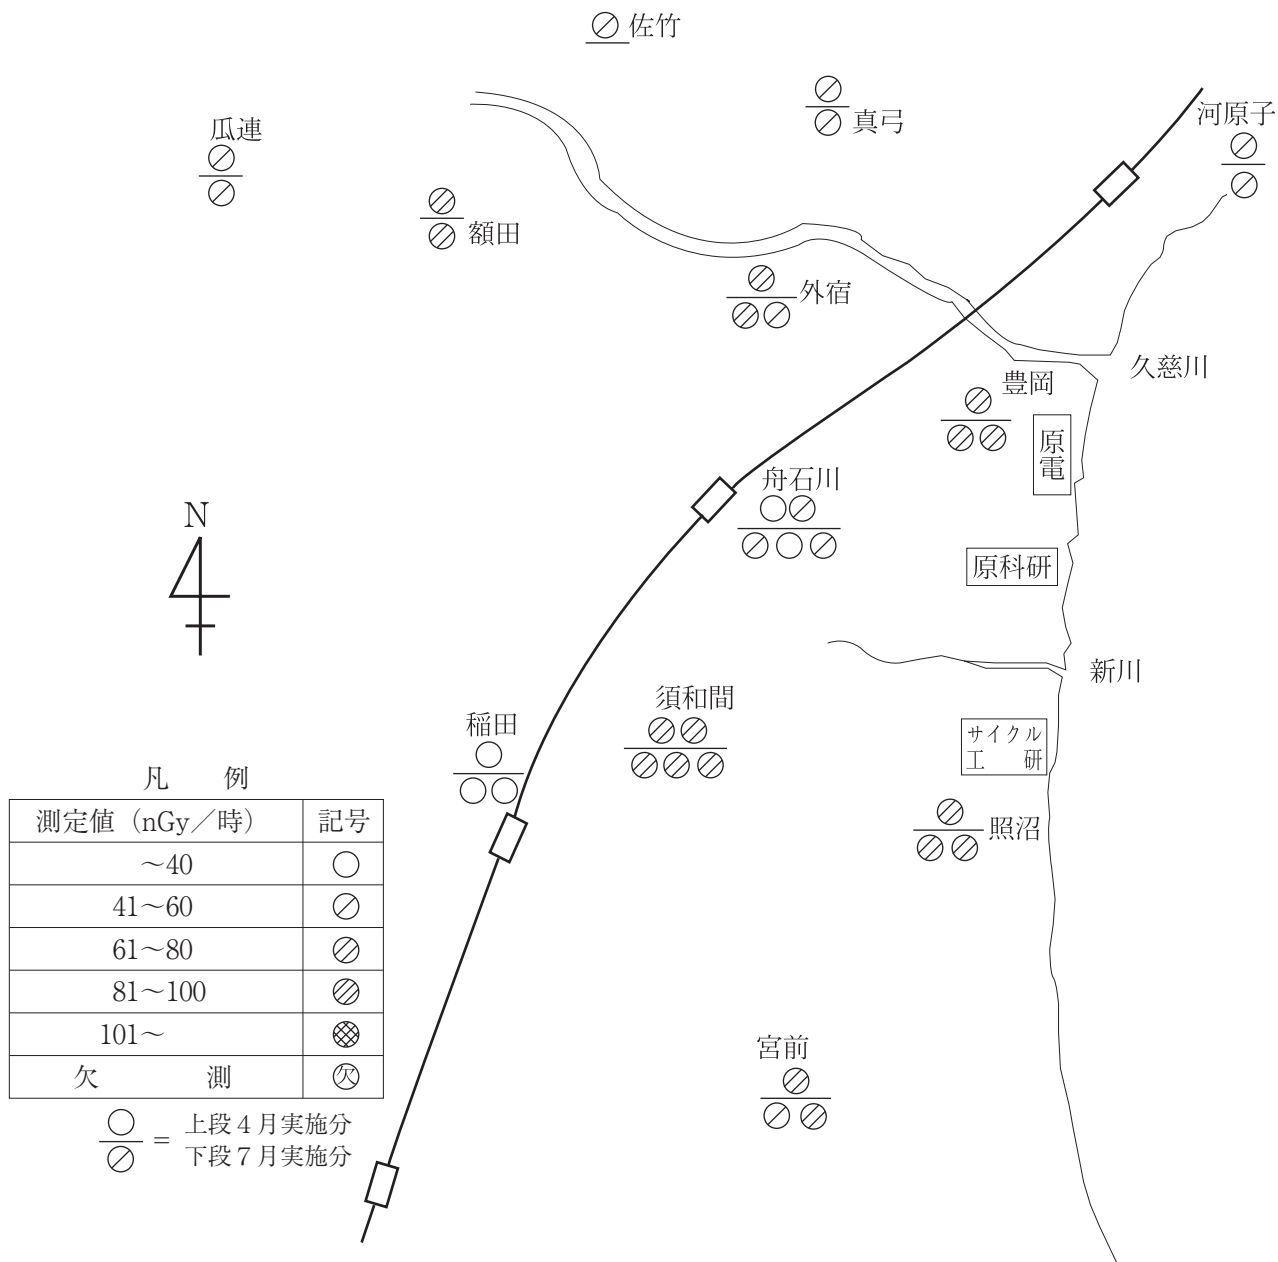 佐竹
真弓
河原子
瓜連
額田
外宿
久慈川
豊岡
原電
舟石川
N
原科研
新川
須和間
稲田
サイクル
工 研
照沼
凡 例
測定値（nGy／時） 記号
～40
41～60
61～80
81～100
101～
欠 測 欠
＝ 上段４月実施分
下段７月実施分
宮前